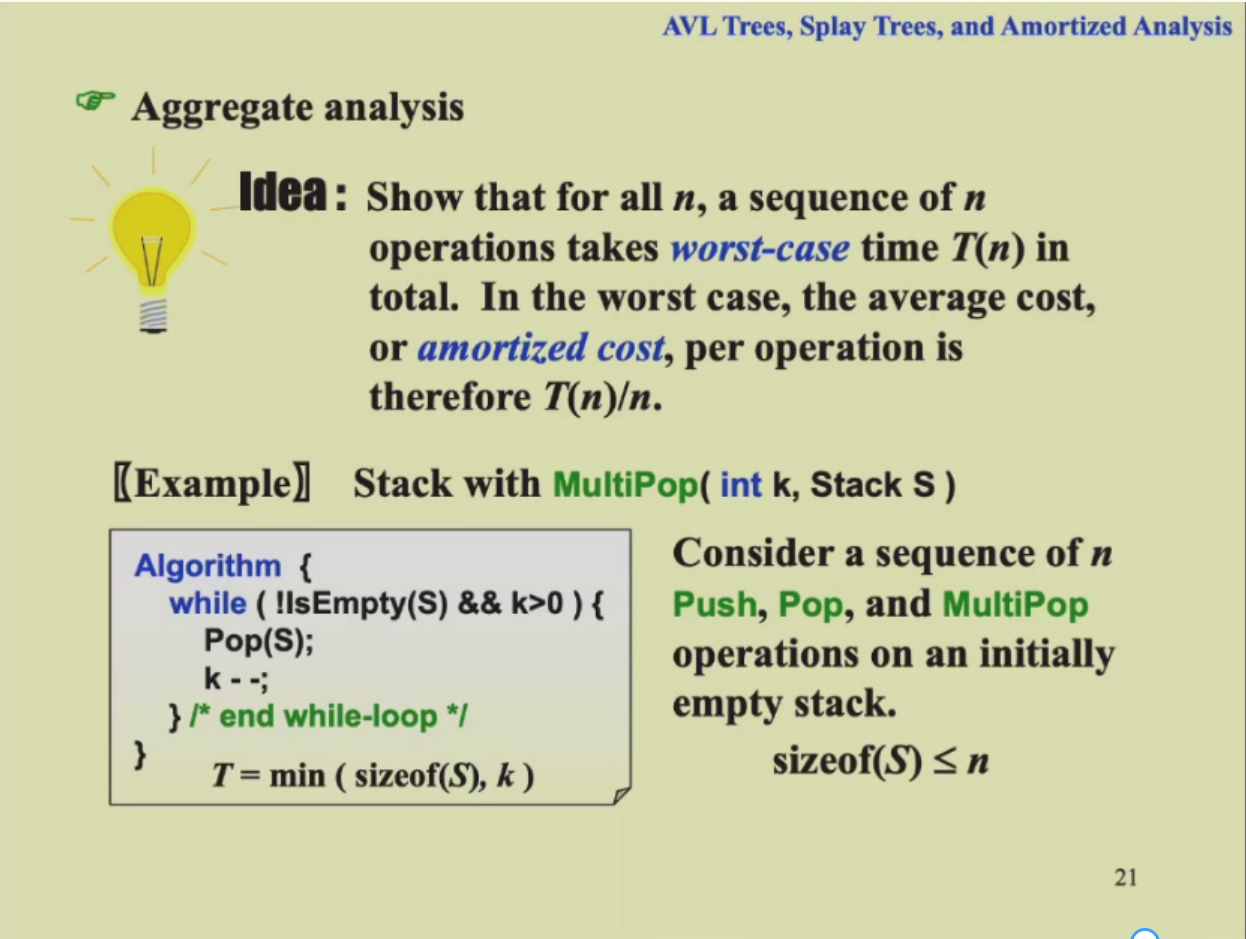 AVL Trees, Splay Trees, and Amortized Analysis
☞ Aggregate analysis
Idea : Show that for all n, a sequence of n
operations takes worst-case time T(n) in
total. In the worst case, the average cost,
or amortized cost, per operation is
therefore T(n)/n.
〖Example〗 Stack with MultiPop( int k, Stack S )
Algorithm {
while ( !IsEmpty(S) && k>0 ) {
Pop(S);
k - -;
} /* end while-loop */
}
T = min ( sizeof(S), k )
Consider a sequence of n
Push, Pop, and MultiPop
operations on an initially
empty stack.
sizeof(S) ≤ n
21